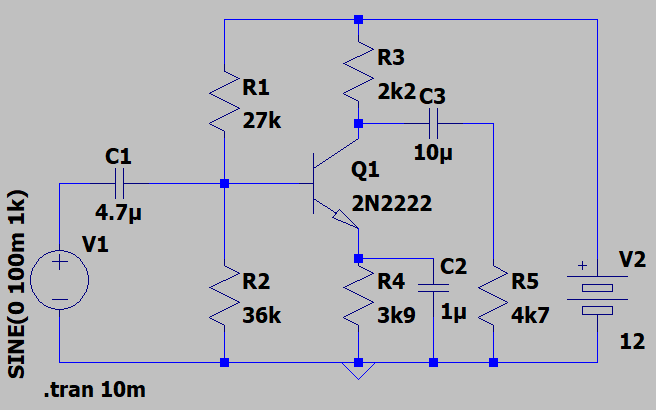 R1
27k
R3
2k2
C3
10µ
C1
4.7µ
Q1
2N2222
V1
SINE(0 100m 1k)
R2
36k
R4
3k9
C2
1µ
R5
4k7
V2
12
.tran 10m